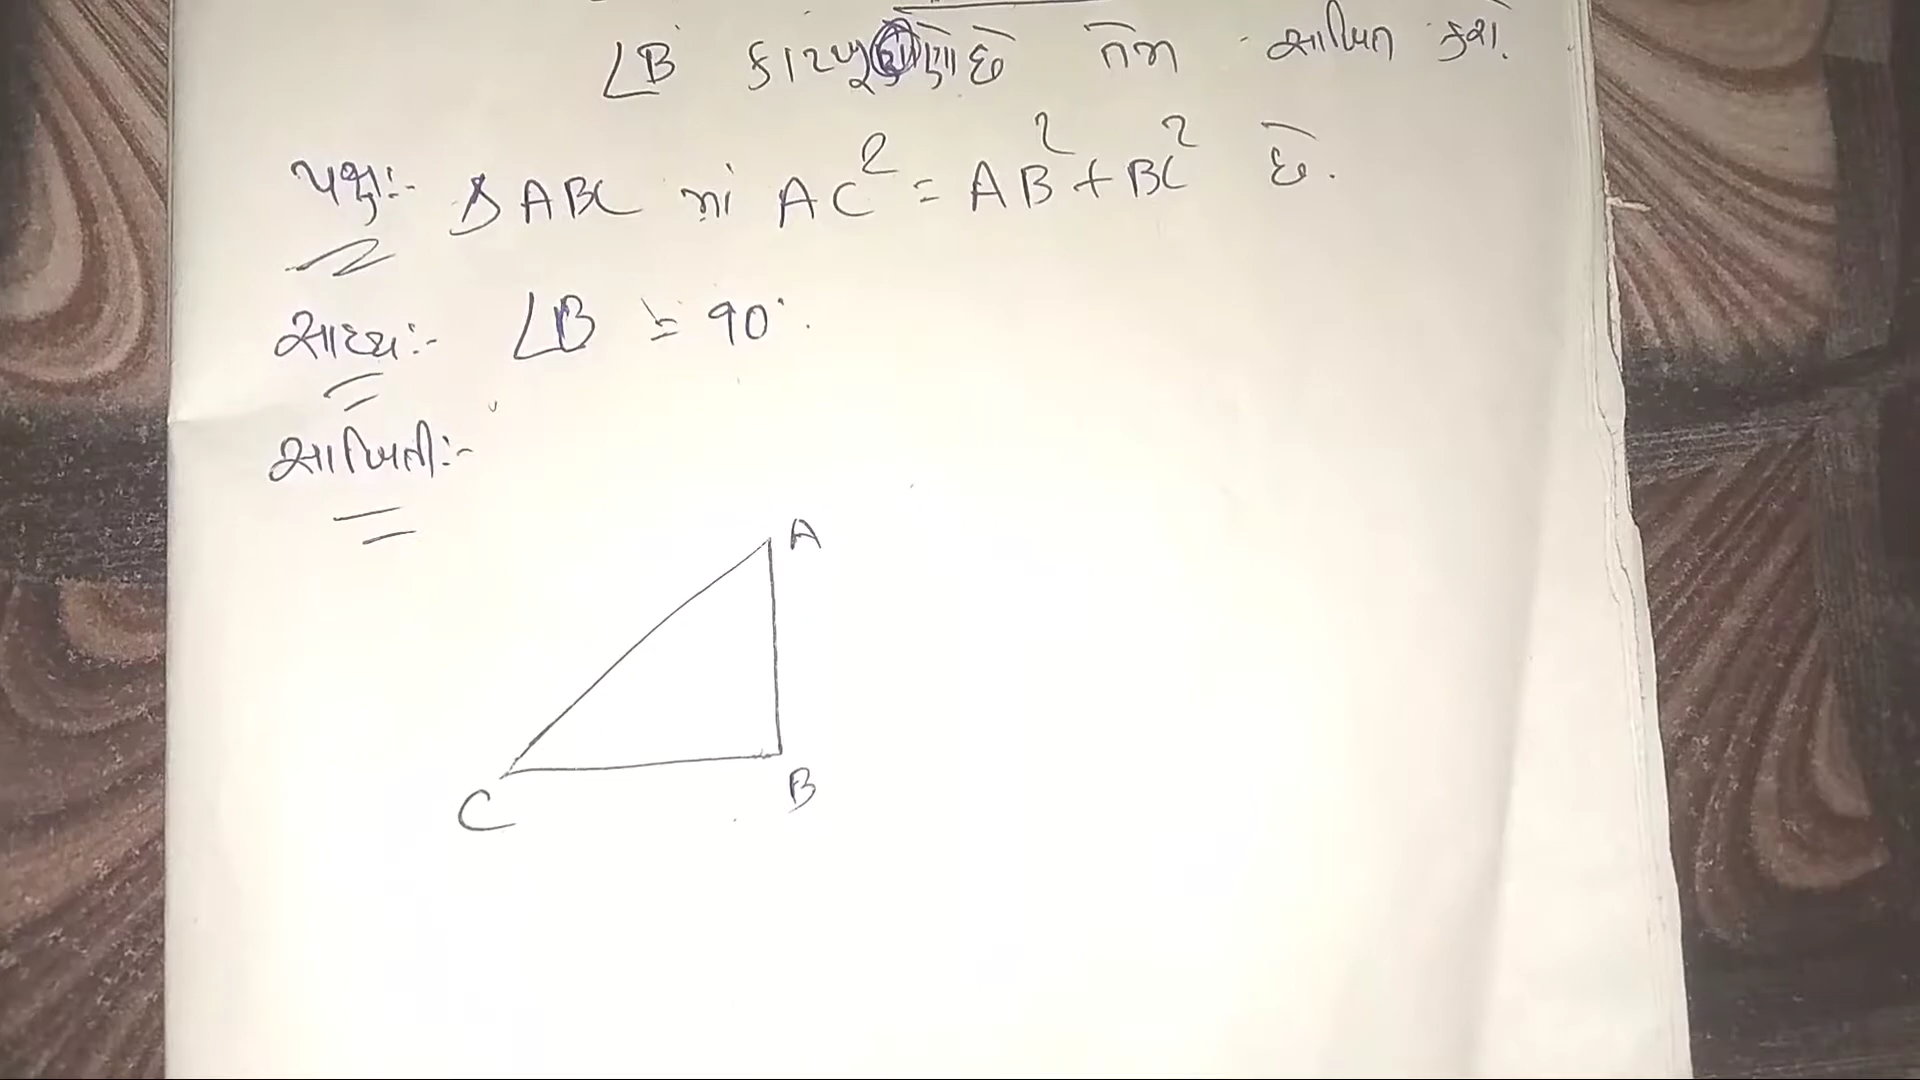 ∠B કાટખૂણો છે તેમ સાબિત કરો.
પક્ષ:- Δ ABC માં AC² = AB² + BC² છે.
સાધ્ય:- ∠B = 90°.
સાબિતી:-
A
C
B